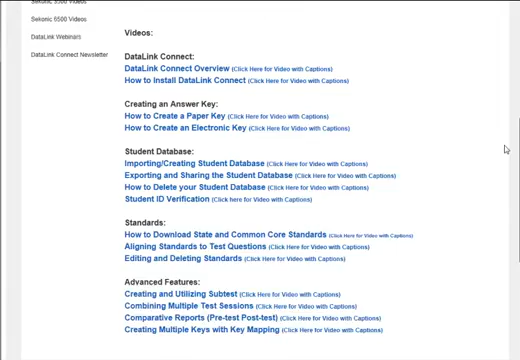 Sekonic 3500 Videos
Sekonic 6500 Videos
DataLink Webinars
DataLink Connect Newsletter
Videos:
DataLink Connect:
DataLink Connect Overview (Click Here for Video with Captions)
How to Install DataLink Connect (Click Here for Video with Captions)
Creating an Answer Key:
How to Create a Paper Key (Click Here for Video with Captions)
How to Create an Electronic Key (Click Here for Video with Captions)
Student Database:
Importing/Creating Student Database (Click Here for Video with Captions)
Exporting and Sharing the Student Database (Click Here for Video with Captions)
How to Delete your Student Database (Click Here for Video with Captions)
Student ID Verification (Click here for Video with Captions)
Standards:
How to Download State and Common Core Standards (Click Here for Video with Captions)
Aligning Standards to Test Questions (Click Here for Video with Captions)
Editing and Deleting Standards (Click Here for Video with Captions)
Advanced Features:
Creating and Utilizing Subtest (Click Here for Video with Captions)
Combining Multiple Test Sessions (Click Here for Video with Captions)
Comparative Reports (Pre-test Post-test) (Click Here for Video with Captions)
Creating Multiple Keys with Key Mapping (Click Here for Video with Captions)